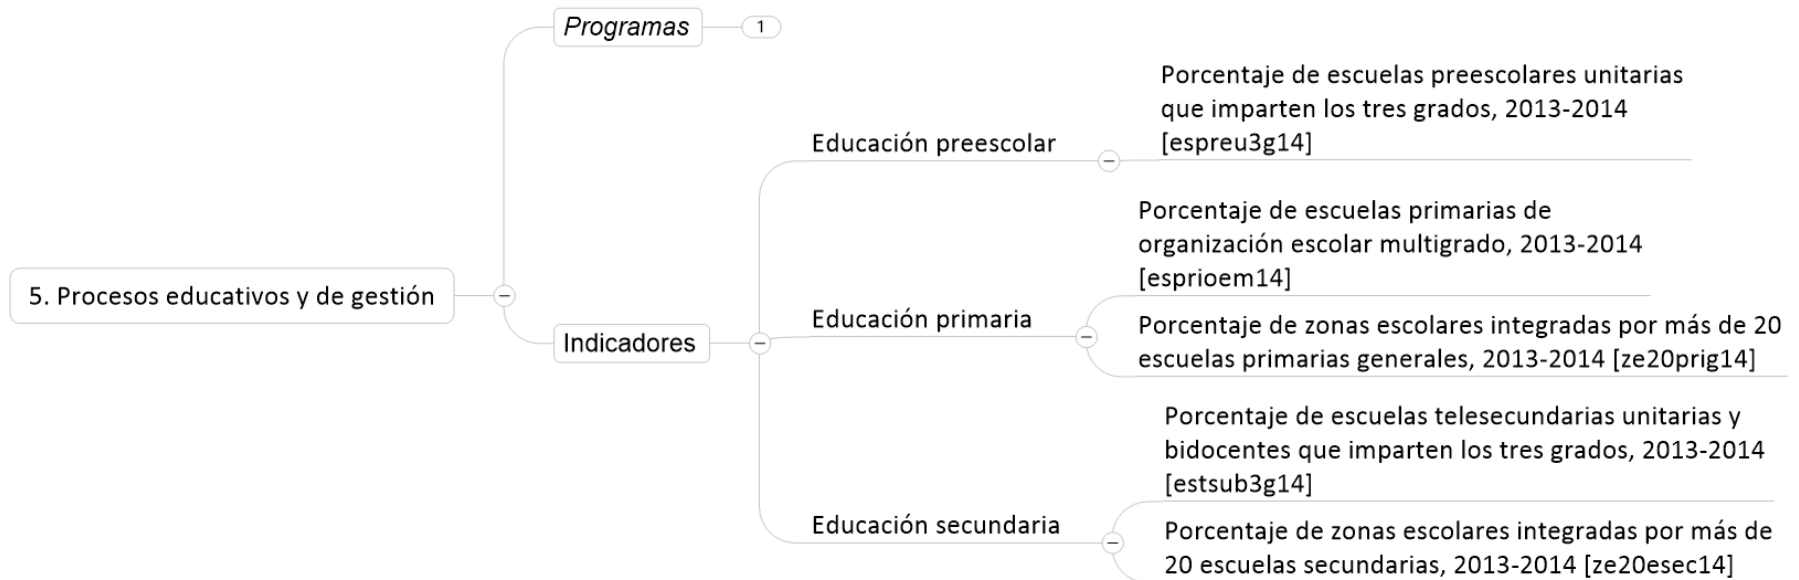 Programas
1
Porcentaje de escuelas preescolares unitarias
que imparten los tres grados, 2013-2014
[espreu3g14]
Educación preescolar
Porcentaje de escuelas primarias de
organización escolar multigrado, 2013-2014
[esprioem14]
5. Procesos educativos y de gestión
Indicadores
Educación primaria
Porcentaje de zonas escolares integradas por más de 20
escuelas primarias generales, 2013-2014 [ze20prig14]
Porcentaje de escuelas telesecundarias unitarias y
bidocentes que imparten los tres grados, 2013-2014
[estsub3g14]
Educación secundaria
Porcentaje de zonas escolares integradas por más de
20 escuelas secundarias, 2013-2014 [ze20esec14]